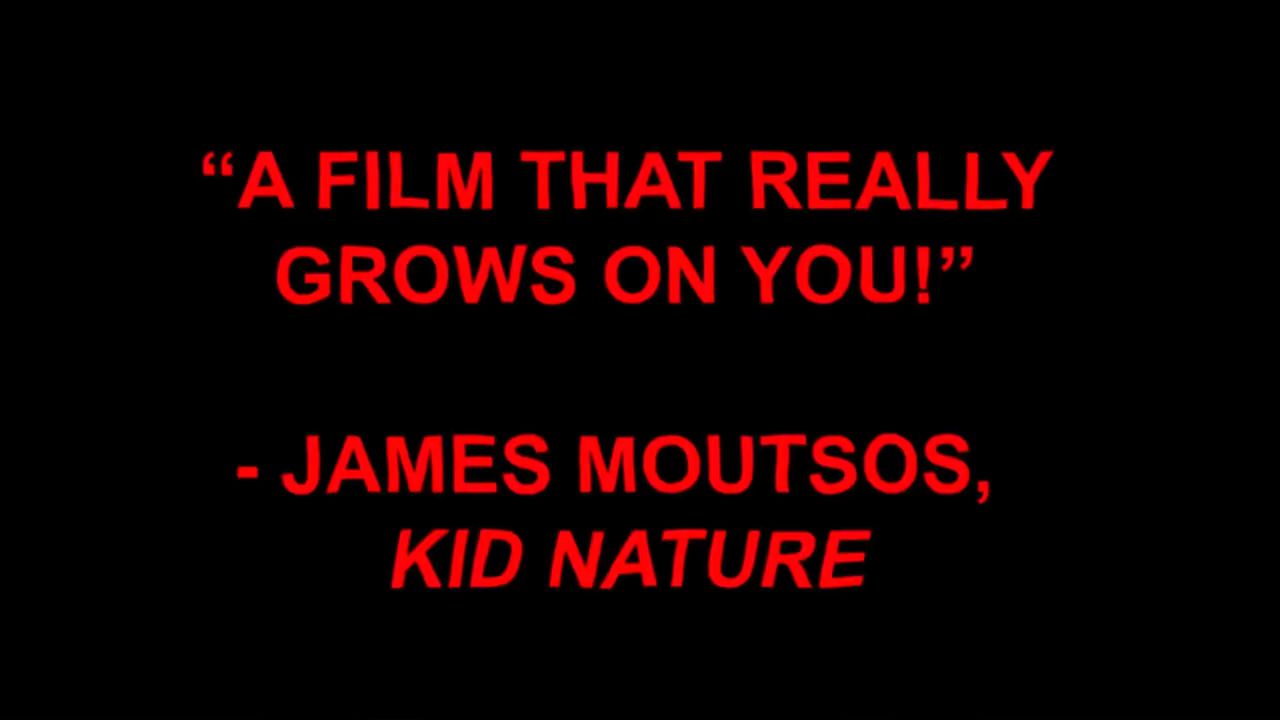 “A FILM THAT REALLY
GROWS ON YOU!”
- JAMES MOUTSOS,
KID NATURE